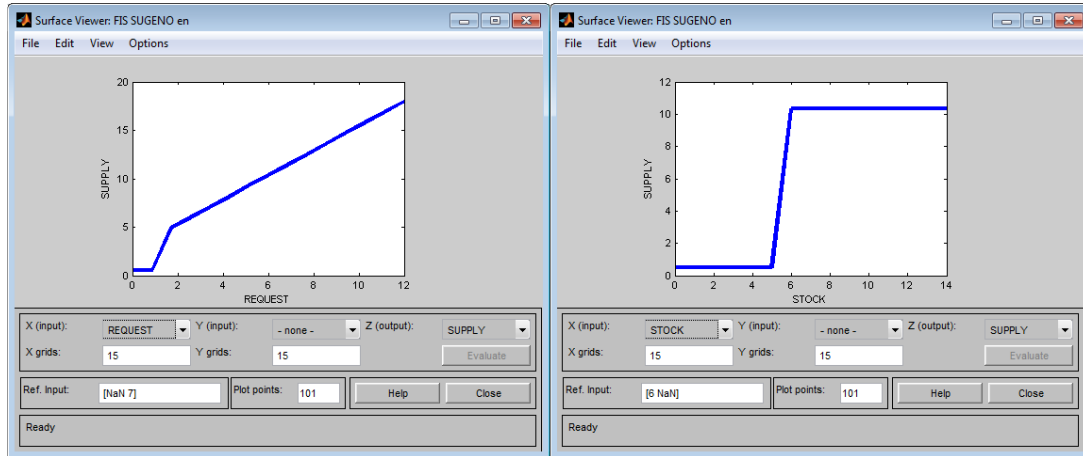 Surface Viewer: FIS SUGENO en
File Edit View Options
20
15
10
5
0
SUPPLY
0 2 4 6 8 10 12
REQUEST
X (input): REQUEST Y (input): - none - Z (output): SUPPLY
X grids: 15 Y grids: 15 Evaluate
Ref. Input: [NaN 7] Plot points: 101 Help Close
Ready
Surface Viewer: FIS SUGENO en
File Edit View Options
12
10
8
6
4
2
0
SUPPLY
0 2 4 6 8 10 12 14
STOCK
X (input): STOCK Y (input): - none - Z (output): SUPPLY
X grids: 15 Y grids: 15 Evaluate
Ref. Input: [6 NaN] Plot points: 101 Help Close
Ready